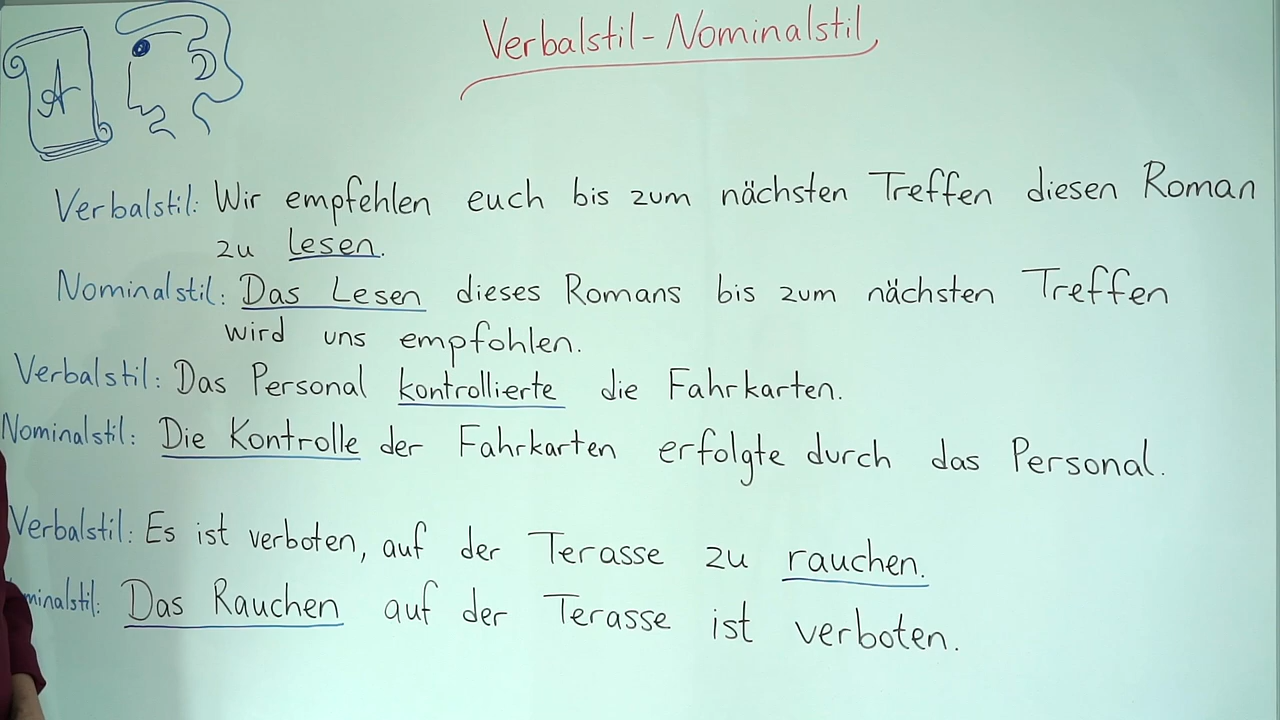 Verbalstil-Nominalstil
A
Verbalstil: Wir empfehlen euch bis zum nächsten Treffen diesen Roman
zu lesen.
Nominalstil: Das Lesen dieses Romans bis zum nächsten Treffen
wird uns empfohlen.
Verbalstil: Das Personal kontrollierte die Fahrkarten.
Nominalstil: Die Kontrolle der Fahrkarten erfolgte durch das Personal.
Verbalstil: Es ist verboten, auf der Terasse zu rauchen.
minalstil: Das Rauchen auf der Terasse ist verboten.